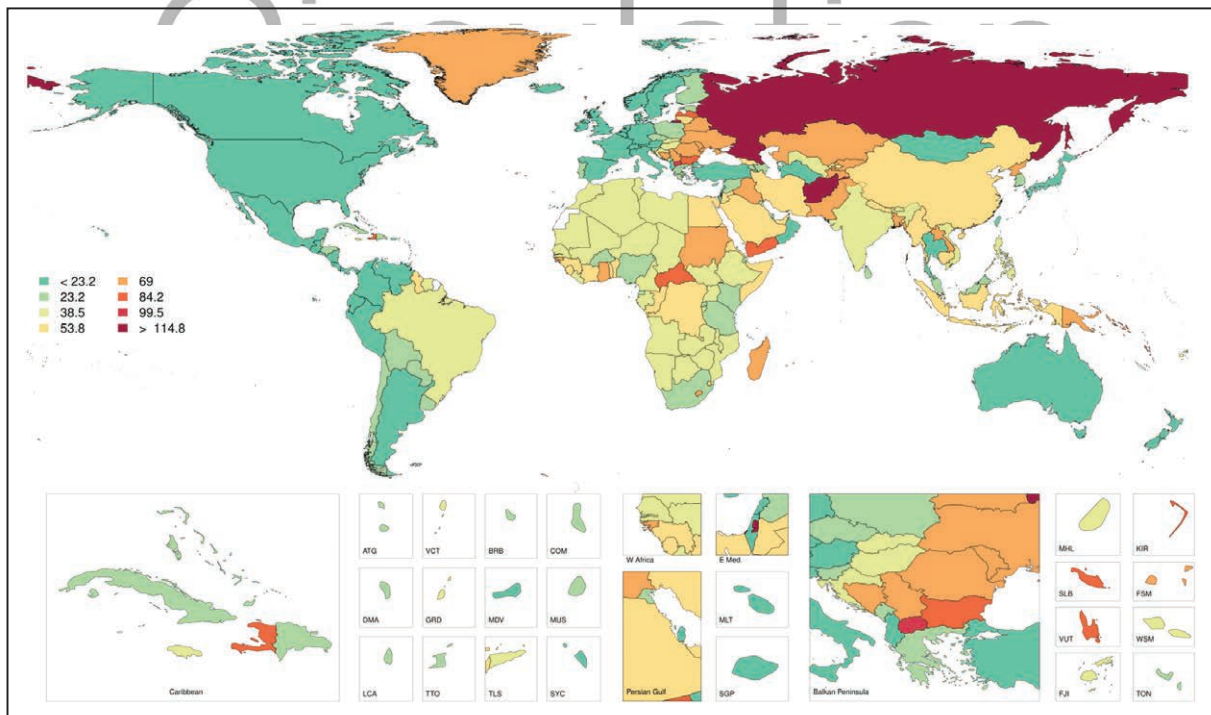 Circulation
< 23.2 69
23.2 84.2
38.5 99.5
53.8 > 114.8
ATG VCT BRB COM
W Africa E Med.
MHL KIR
DMA GRD MDV MUS
MLT
SLB FSM
Caribbean
LCA TTO TLS SYC
Persian Gulf
SGP
Balkan Peninsula
VUT WSM
FJI TON